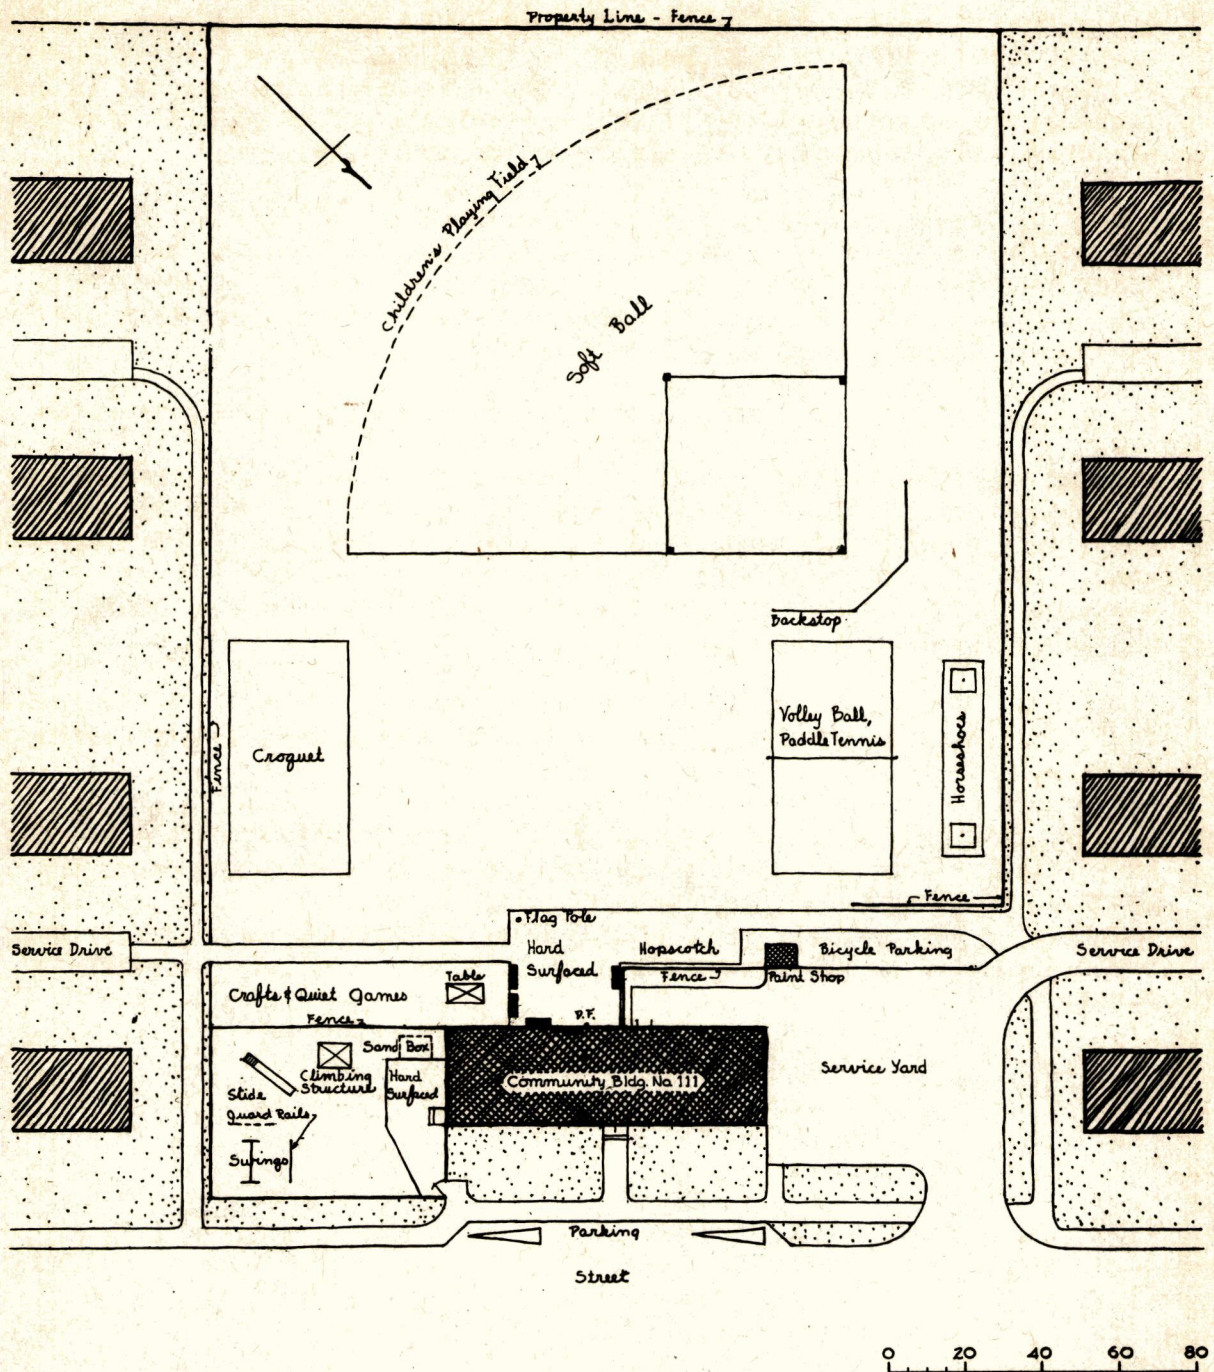 Property Line - Fence
Children's Playing Field
Soft Ball
Backstop
Fence
Croquet
Volley Ball,
Paddle Tennis
Horseshoes
Fence
Flag Pole
Service Drive
Hard
Surfaced
Hopscotch
Bicycle Parking
Service Drive
Fence
Paint Shop
Table
Crafts & Quiet Games
Fence
D.F.
Sand Box
Climbing
Structure
Hard
Surfaced
Community Bldg. No 111
Service Yard
Slide
Guard Rails
Swings
Parking
Street
0 20 40 60 80